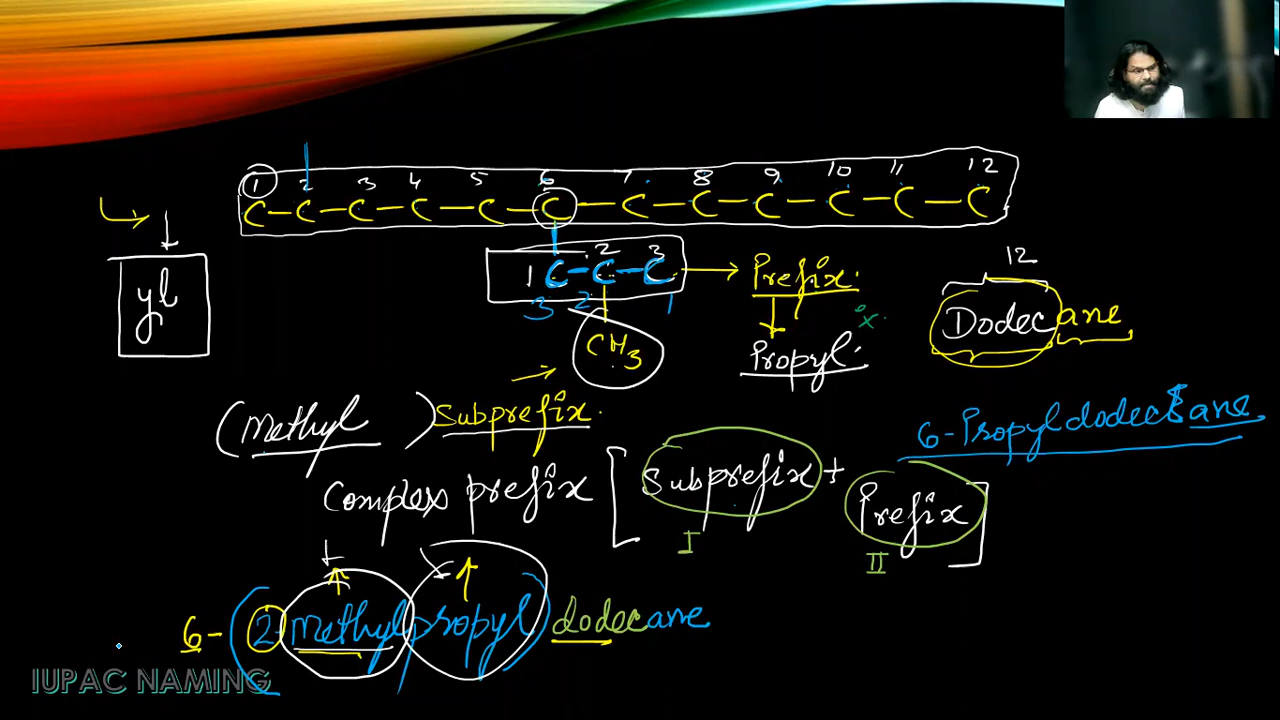 1 2 3 4 5 6 7 8 9 10 11 12
C-C-C-C-C-C-C-C-C-C-C-C
yl
1 C-C-C 2 3
3 2 1
CH3
Prefix
Propyl
x
12
Dodecane
(Methyl) Subprefix
6-Propyldodecane
Complex prefix [Subprefix + Prefix]
I II
6-(2-methylpropyl)dodecane
IUPAC NAMING